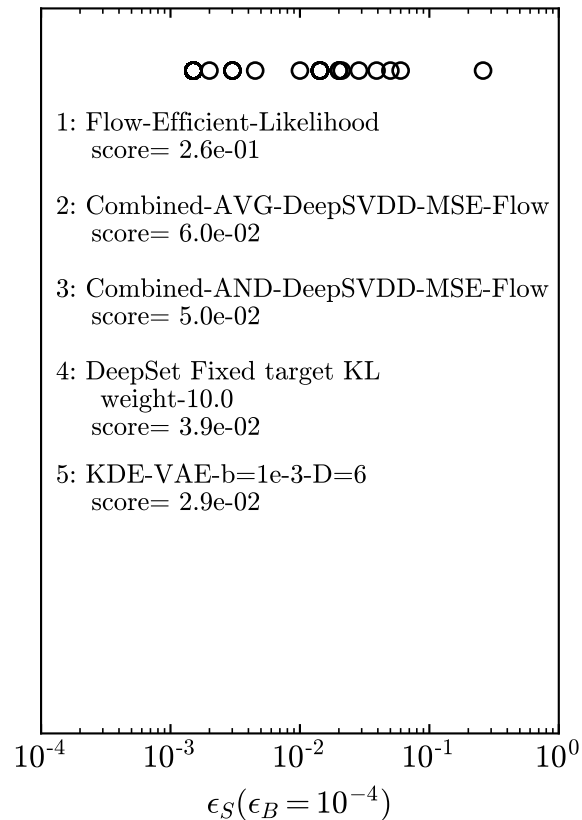 1: Flow-Efficient-Likelihood
score= 2.6e-01
2: Combined-AVG-DeepSVDD-MSE-Flow
score= 6.0e-02
3: Combined-AND-DeepSVDD-MSE-Flow
score= 5.0e-02
4: DeepSet Fixed target KL
weight-10.0
score= 3.9e-02
5: KDE-VAE-b=1e-3-D=6
score= 2.9e-02
10⁻⁴ 10⁻³ 10⁻² 10⁻¹ 10⁰
ϵ_S(ϵ_B = 10⁻⁴)